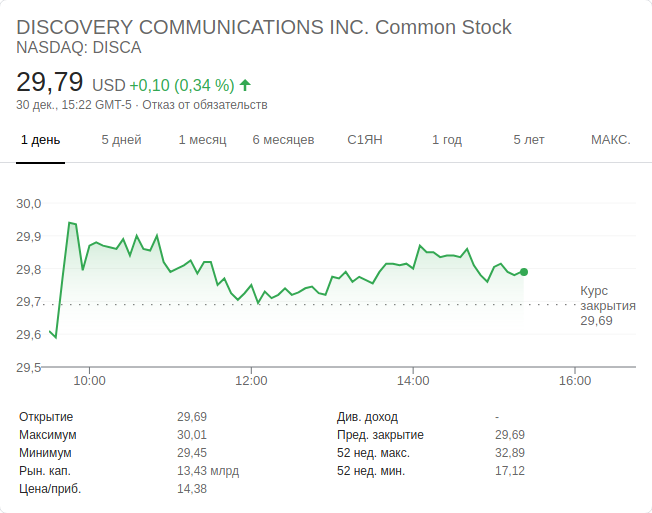 DISCOVERY COMMUNICATIONS INC. Common Stock
NASDAQ: DISCA
29,79 USD +0,10 (0,34 %)
30 дек., 15:22 GMT-5 · Отказ от обязательств
1 день 5 дней 1 месяц 6 месяцев С1ЯН 1 год 5 лет МАКС.
30,0
29,9
29,8
29,7
29,6
29,5
Курс
закрытия
29,69
10:00 12:00 14:00 16:00
Открытие 29,69 Див. доход -
Максимум 30,01 Пред. закрытие 29,69
Минимум 29,45 52 нед. макс. 32,89
Рын. кап. 13,43 млрд 52 нед. мин. 17,12
Цена/приб. 14,38